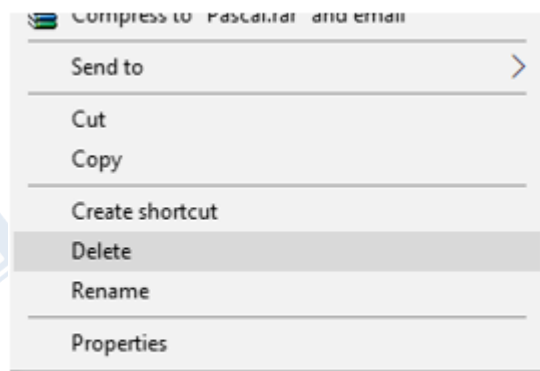 Compress to "Pascal.rar" and email
Send to
Cut
Copy
Create shortcut
Delete
Rename
Properties